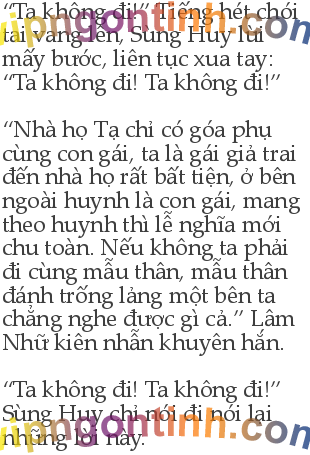 “Ta không đi!” Tiếng hét chói
tai vang lên, Sùng Huy lùi
mấy bước, liên tục xua tay:
“Ta không đi! Ta không đi!”
“Nhà họ Tạ chỉ có góa phụ
cùng con gái, ta là gái giả trai
đến nhà họ rất bất tiện, ở bên
ngoài huynh là con gái, mang
theo huynh thì lễ nghĩa mới
chu toàn. Nếu không ta phải
đi cùng mẫu thân, mẫu thân
đánh trống lảng một bên ta
chẳng nghe được gì cả.” Lâm
Nhữ kiên nhẫn khuyên hắn.
“Ta không đi! Ta không đi!”
Sùng Huy chỉ nói đi nói lại
những lời này.
vipngontinh.com
vipngontinh.com